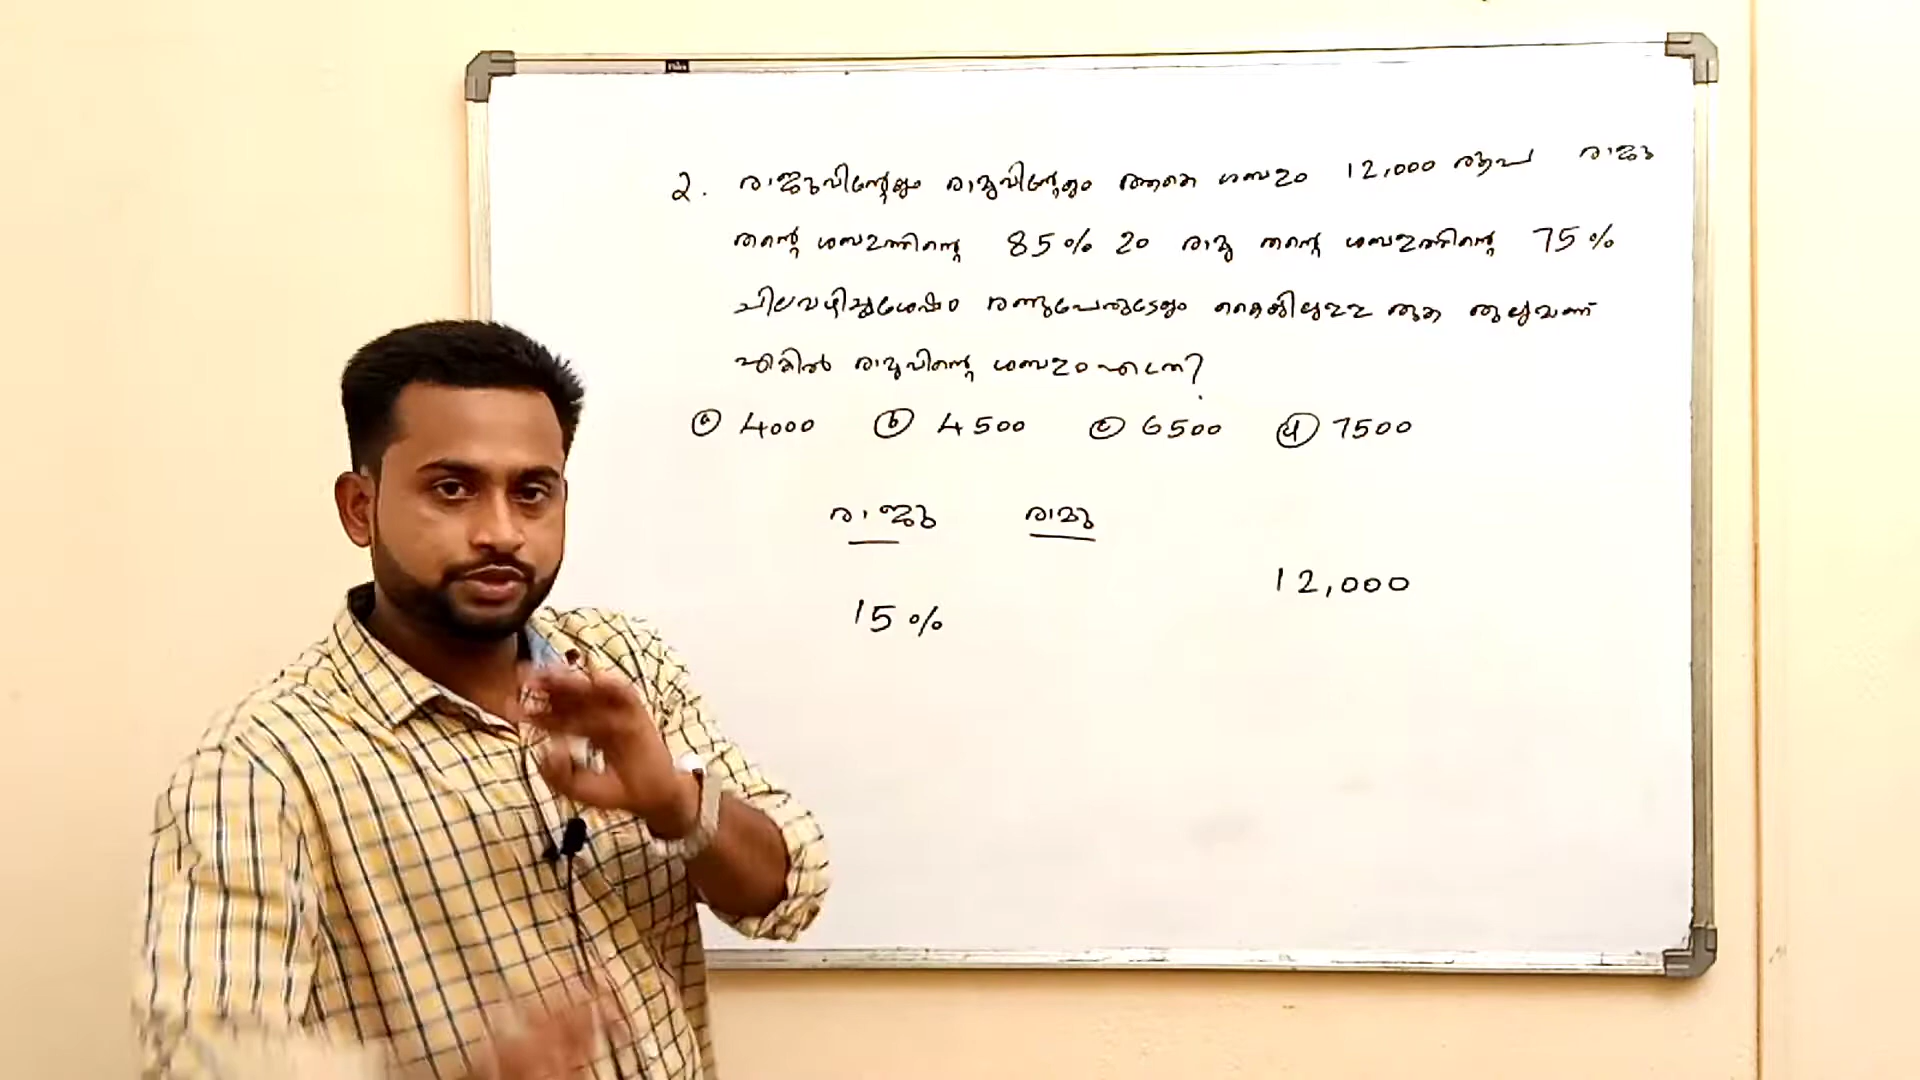 2. രാജുവിന്റെയും രാമുവിന്റെയും ആകെ ശമ്പളം 12,000 രൂപ രാജു
തന്റെ ശമ്പളത്തിന്റെ 85% ഉം രാമു തന്റെ ശമ്പളത്തിന്റെ 75%
ചിലവഴിച്ചശേഷം രണ്ടുപേരുടെയും കൈയിലുള്ള തുക തുല്യമാണ്
എങ്കിൽ രാമുവിന്റെ ശമ്പളം എത്ര?
ⓐ 4000 ⓑ 4500 ⓒ 6500 ⓓ 7500
രാജു രാമു
12,000
15%